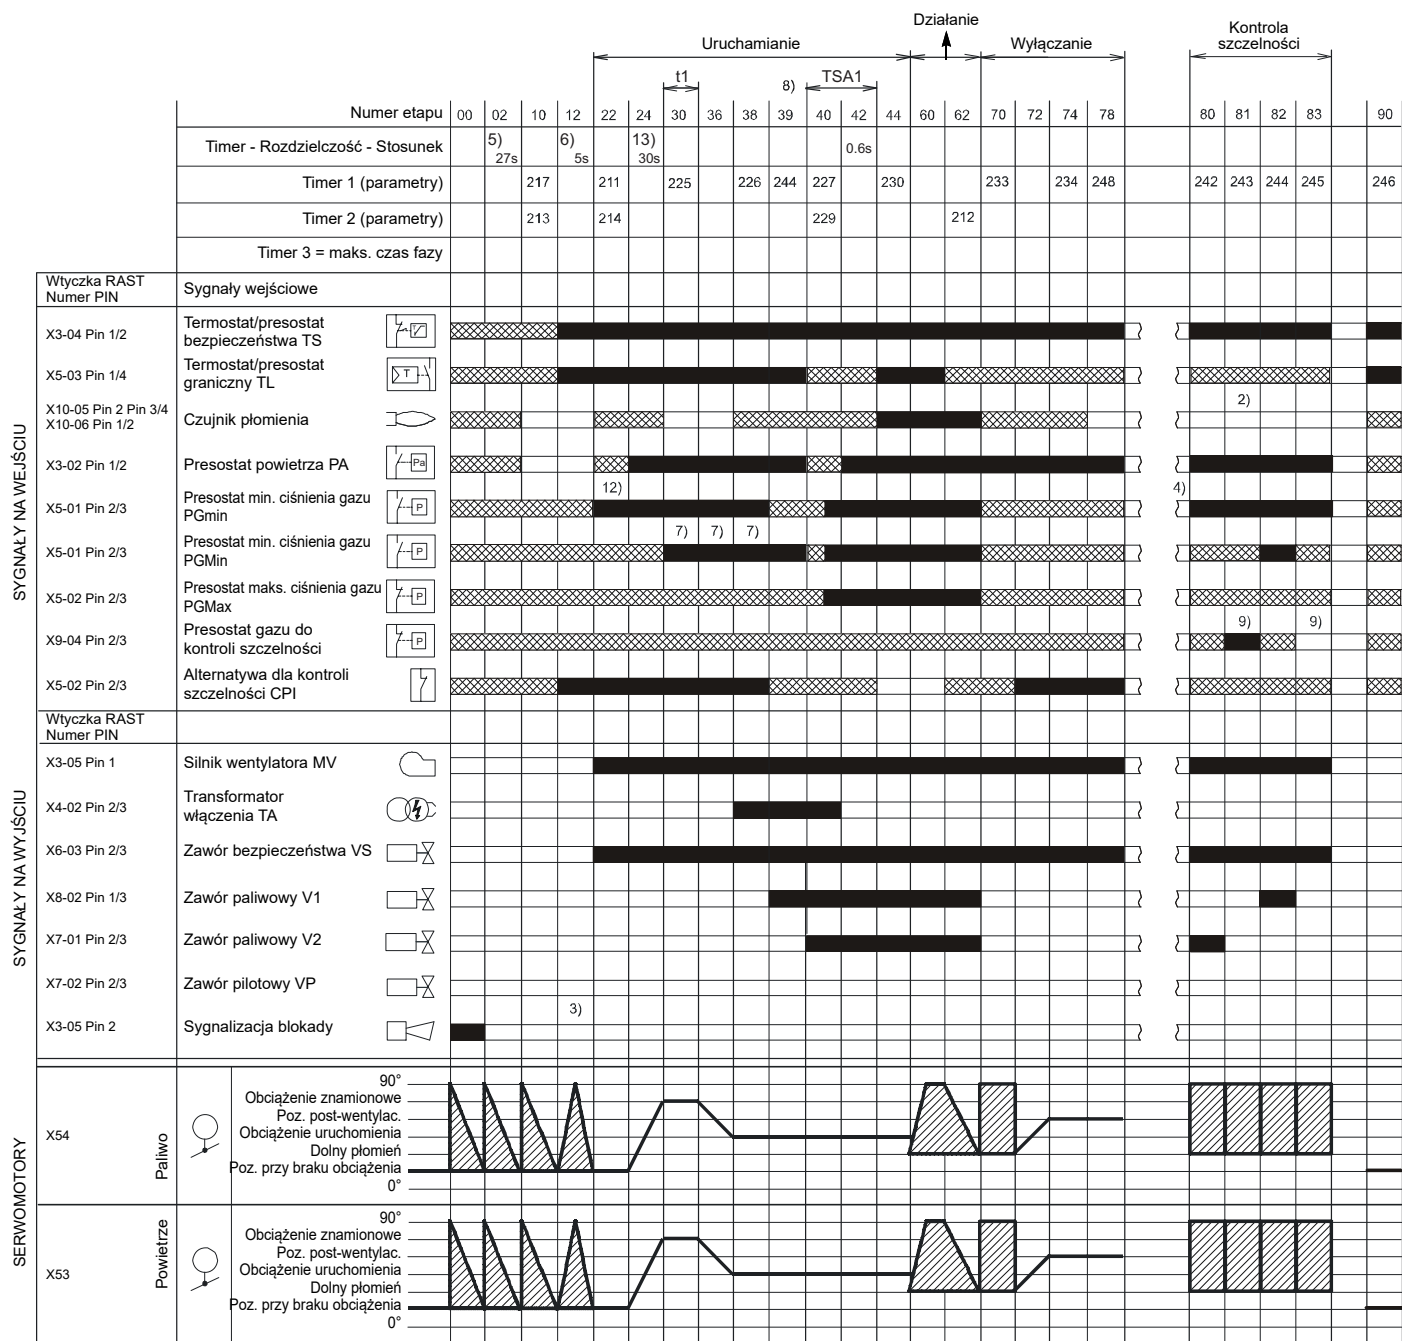 Działanie
Uruchamianie
Wyłączanie
Kontrola
szczelności
t1
8)
TSA1
Numer etapu 00 02 10 12 22 24 30 36 38 39 40 42 44 60 62 70 72 74 78 80 81 82 83 90
Timer - Rozdzielczość - Stosunek 5) 27s 6) 5s 13) 30s 0.6s
Timer 1 (parametry) 217 211 225 226 244 227 230 233 234 248 242 243 244 245 246
Timer 2 (parametry) 213 214 229 212
Timer 3 = maks. czas fazy
Wtyczka RAST
Numer PIN
Sygnały wejściowe
SYGNAŁY NA WEJŚCIU
X3-04 Pin 1/2
Termostat/presostat
bezpieczeństwa TS
X5-03 Pin 1/4
Termostat/presostat
graniczny TL
T
2)
X10-05 Pin 2 Pin 3/4
X10-06 Pin 1/2
Czujnik płomienia
X3-02 Pin 1/2
Presostat powietrza PA
Pa
12)
4)
X5-01 Pin 2/3
Presostat min. ciśnienia gazu
PGmin
P
7) 7) 7)
X5-01 Pin 2/3
Presostat min. ciśnienia gazu
PGMin
P
X5-02 Pin 2/3
Presostat maks. ciśnienia gazu
PGMax
P
9) 9)
X9-04 Pin 2/3
Presostat gazu do
kontroli szczelności
P
X5-02 Pin 2/3
Alternatywa dla kontroli
szczelności CPI
Wtyczka RAST
Numer PIN
SYGNAŁY NA WYJŚCIU
X3-05 Pin 1
Silnik wentylatora MV
X4-02 Pin 2/3
Transformator
włączenia TA
X6-03 Pin 2/3
Zawór bezpieczeństwa VS
X8-02 Pin 1/3
Zawór paliwowy V1
X7-01 Pin 2/3
Zawór paliwowy V2
X7-02 Pin 2/3
Zawór pilotowy VP
3)
X3-05 Pin 2
Sygnalizacja blokady
SERWOMOTORY
X54
Paliwo
90°
Obciążenie znamionowe
Poz. post-wentylac.
Obciążenie uruchomienia
Dolny płomień
Poz. przy braku obciążenia
0°
X53
Powietrze
90°
Obciążenie znamionowe
Poz. post-wentylac.
Obciążenie uruchomienia
Dolny płomień
Poz. przy braku obciążenia
0°